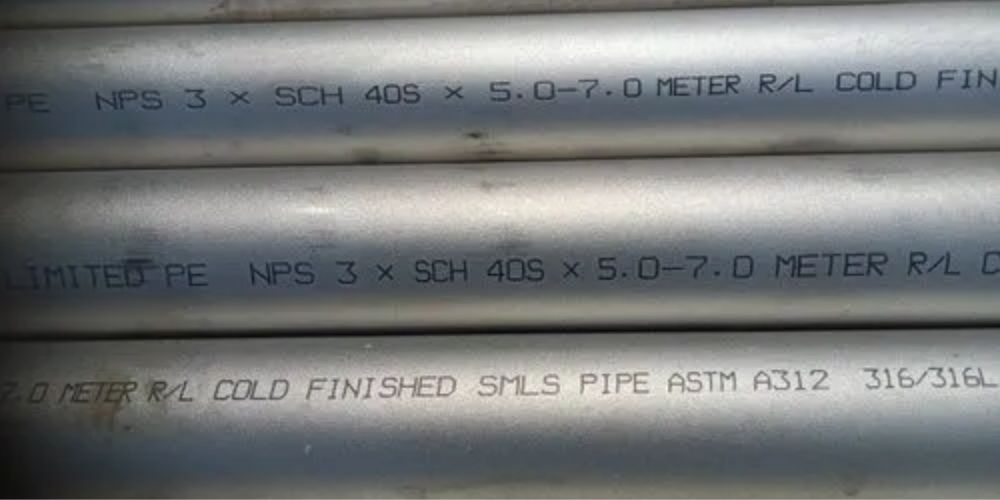 PE NPS 3 × SCH 40S × 5.0-7.0 METER R/L COLD FIN
LIMITED PE NPS 3 × SCH 40S × 5.0-7.0 METER R/L C
7.0 METER R/L COLD FINISHED SMLS PIPE ASTM A312 316/316L